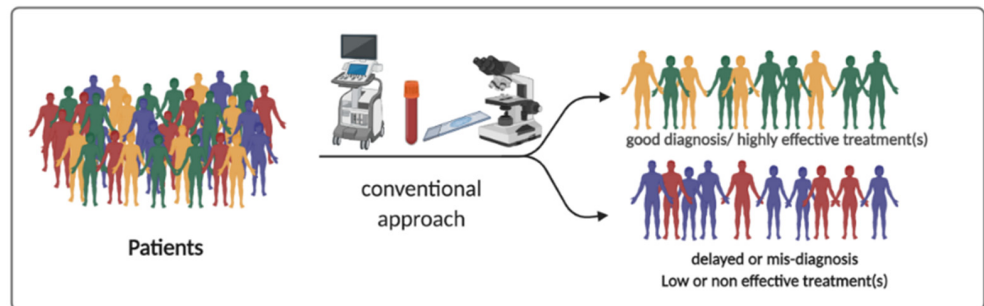 Patients
conventional
approach
good diagnosis/ highly effective treatment(s)
delayed or mis-diagnosis
Low or non effective treatment(s)